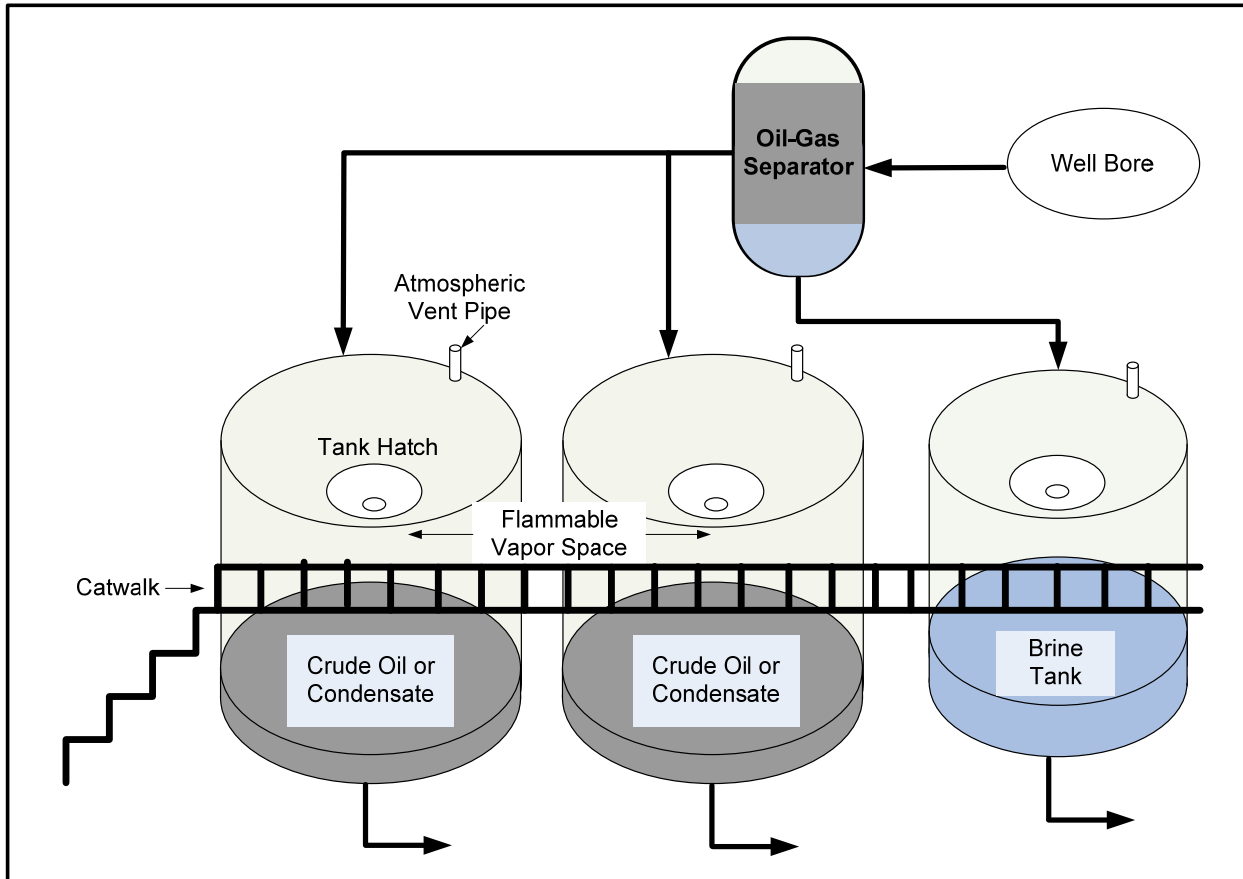 Oil-Gas
Separator
Well Bore
Atmospheric
Vent Pipe
Tank Hatch
Flammable
Vapor Space
Catwalk
Crude Oil or
Condensate
Crude Oil or
Condensate
Brine
Tank